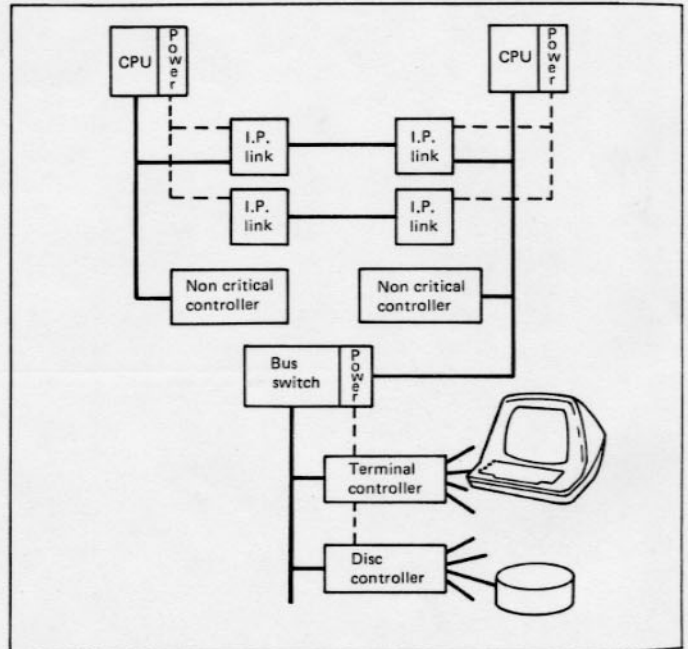 CPU
Power
CPU
Power
I.P.
link
I.P.
link
I.P.
link
I.P.
link
Non critical
controller
Non critical
controller
Bus
switch
Power
Terminal
controller
Disc
controller